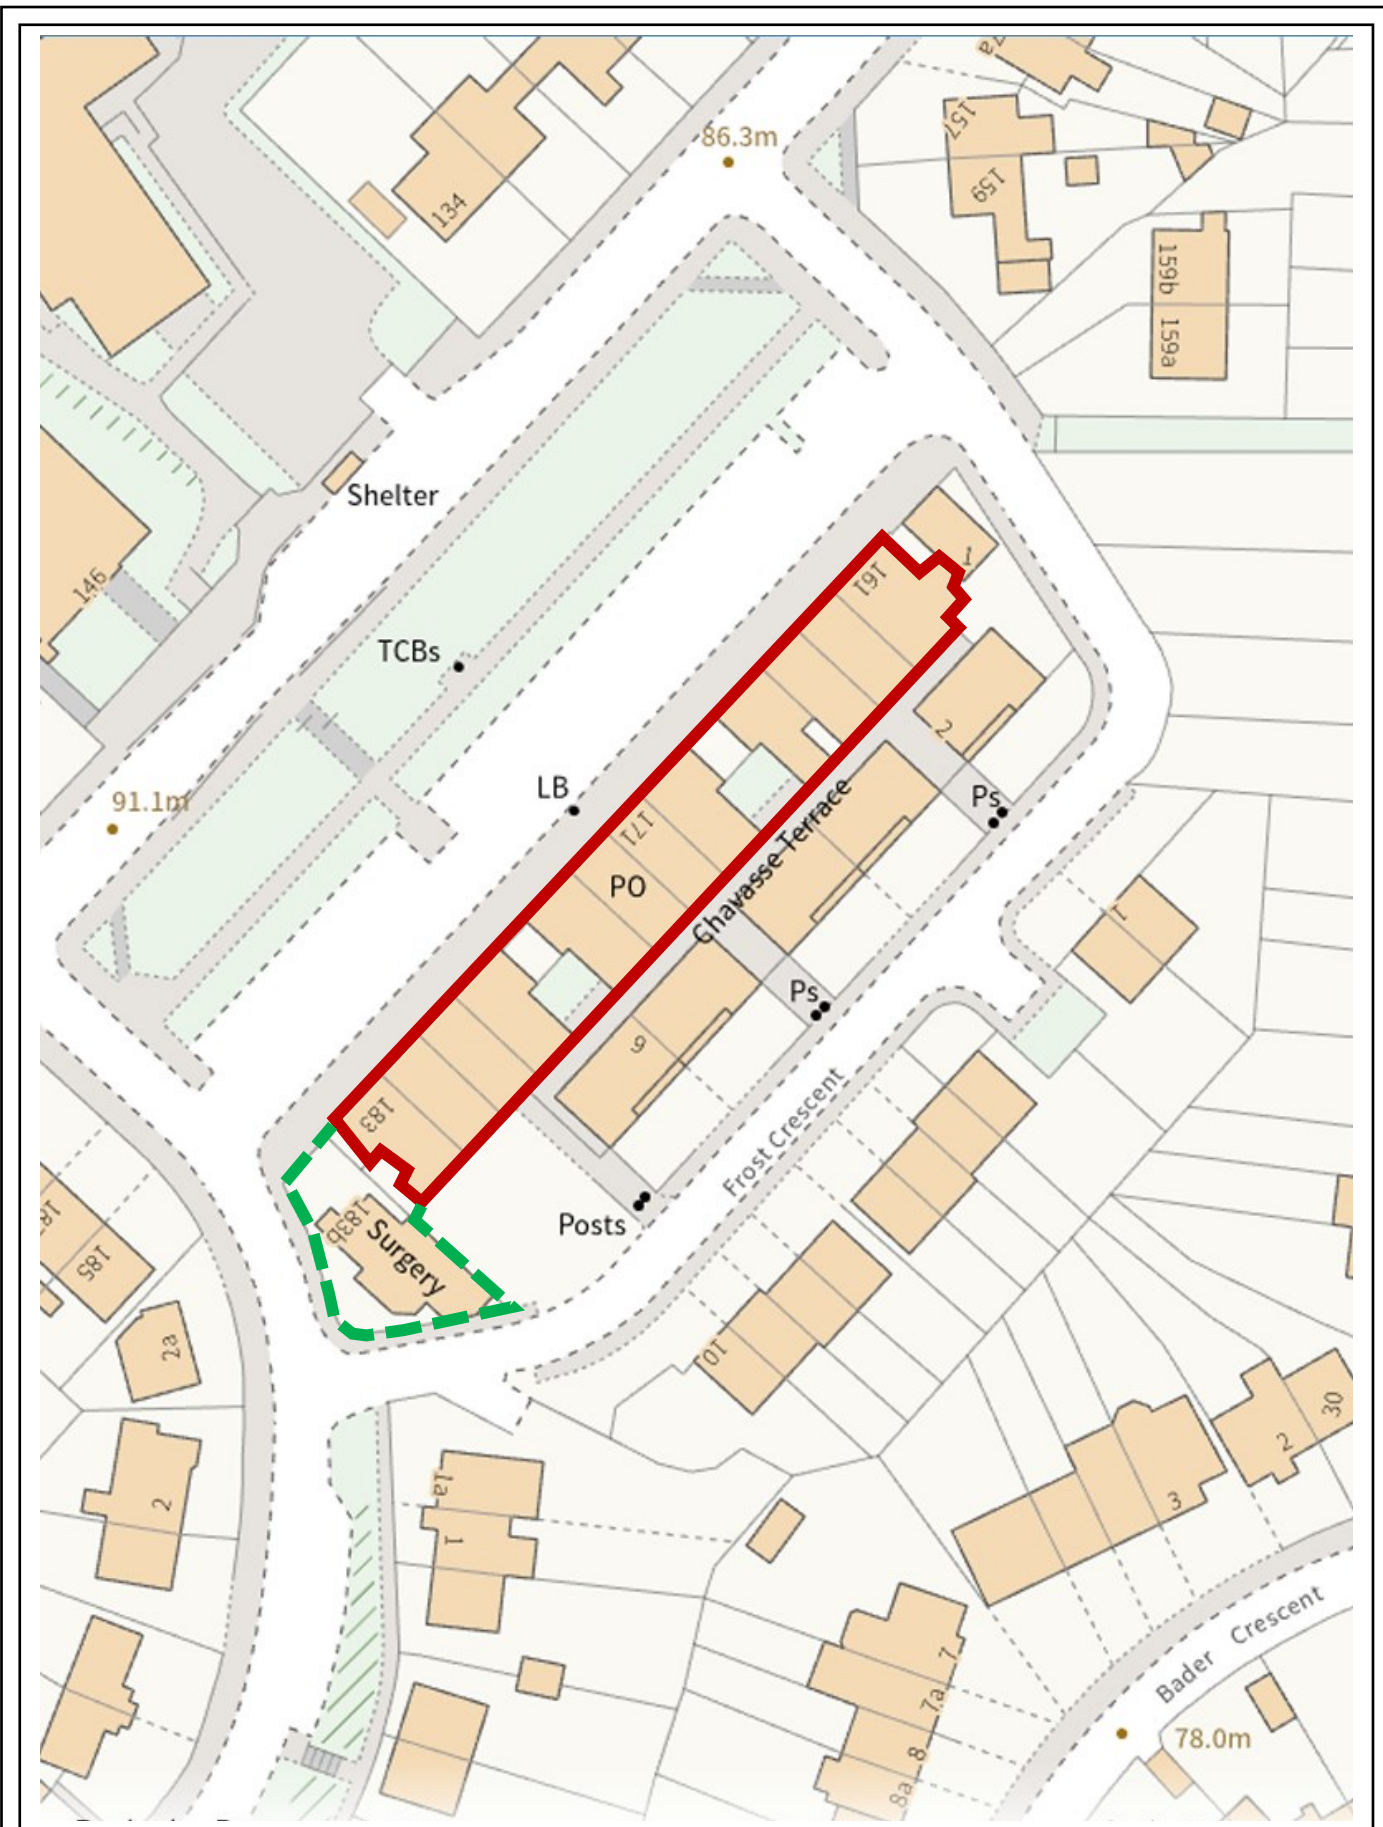 7a
86.3m
157
134
159
159b
159a
Shelter
1
161
146
TCBs
2
LB
Ps
91.1m
171
Chavasse Terrace
PO
1
Ps
9
183
Frost Crescent
183b
Posts
Surgery
185
2a
10
30
2
3
1a
2
1
Crescent
7
Bader
7a
78.0m
8
8a